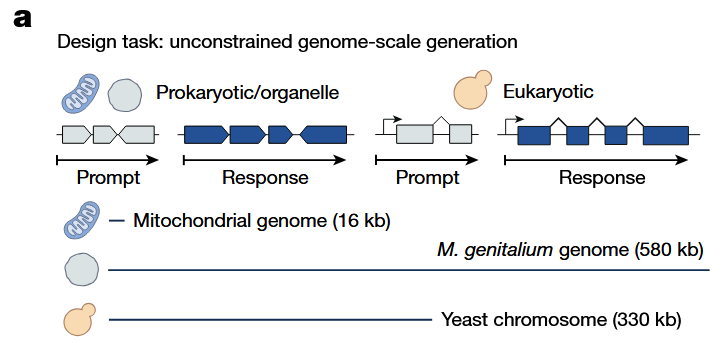 a
Design task: unconstrained genome-scale generation
Prokaryotic/organelle
Eukaryotic
Prompt
Response
Prompt
Response
Mitochondrial genome (16 kb)
M. genitalium genome (580 kb)
Yeast chromosome (330 kb)